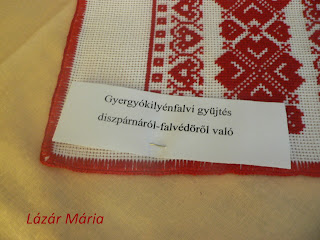 Gyergyókilyénfalvi gyűjtés
díszpárnáról-falvédőről való
Lázár Mária